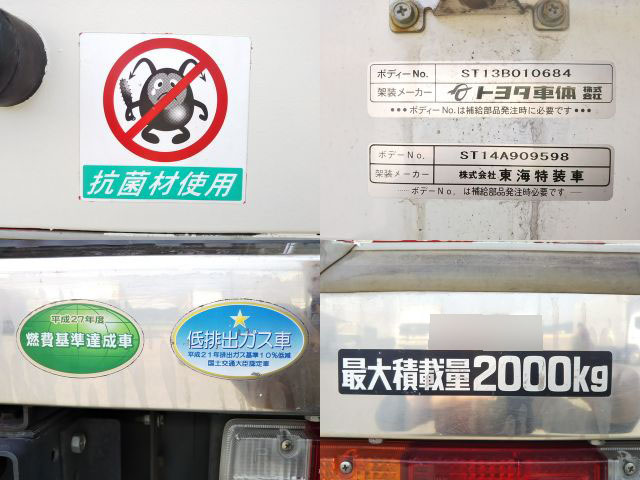 抗菌材使用
ボディーNo. ST13B010684
架装メーカー トヨタ車体 株式会社
•••ボディーNo.は補給部品発注時に必要です•••
ボデーNo. ST14A909598
架装メーカー 株式会社 東海特装車
……ボデーNo. は補給部品発注時必要です……
平成27年度
燃費基準達成車
低排出ガス車
平成21年排出ガス基準10%低減
国土交通大臣認定車
最大積載量2000kg